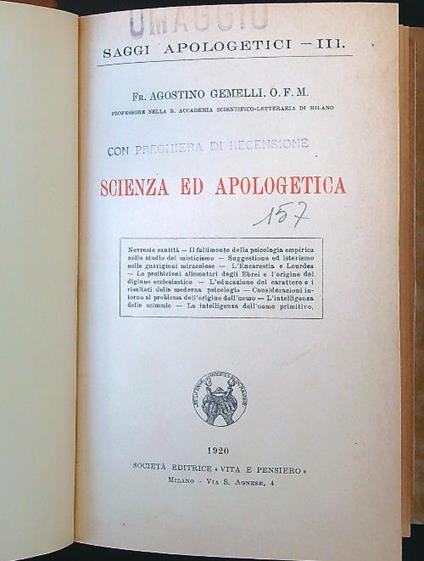 OMAGGIO
SAGGI APOLOGETICI — III.
Fr. AGOSTINO GEMELLI, O. F. M.
PROFESSORE NELLA R. ACCADEMIA SCIENTIFICO-LETTERARIA DI MILANO
CON PREGHIERA DI RECENSIONE
SCIENZA ED APOLOGETICA
157
Nevrosie santità — Il fallimento della psicologia empirica
nello studio del misticismo — Suggestione ed isterismo
nelle guarigioni miracolose — L'Eucarestia e Lourdes
— Le proibizioni alimentari degli Ebrei e l'origine del
digiuno ecclesiastico — L'educazione del carattere e i
risultati della moderna psicologia — Considerazioni in-
torno al problema dell'origine dell'uomo — L'intelligenza
delle scimmie — La intelligenza dell'uomo primitivo.
1920
SOCIETÀ EDITRICE « VITA E PENSIERO »
MILANO - VIA S. AGNESE, 4